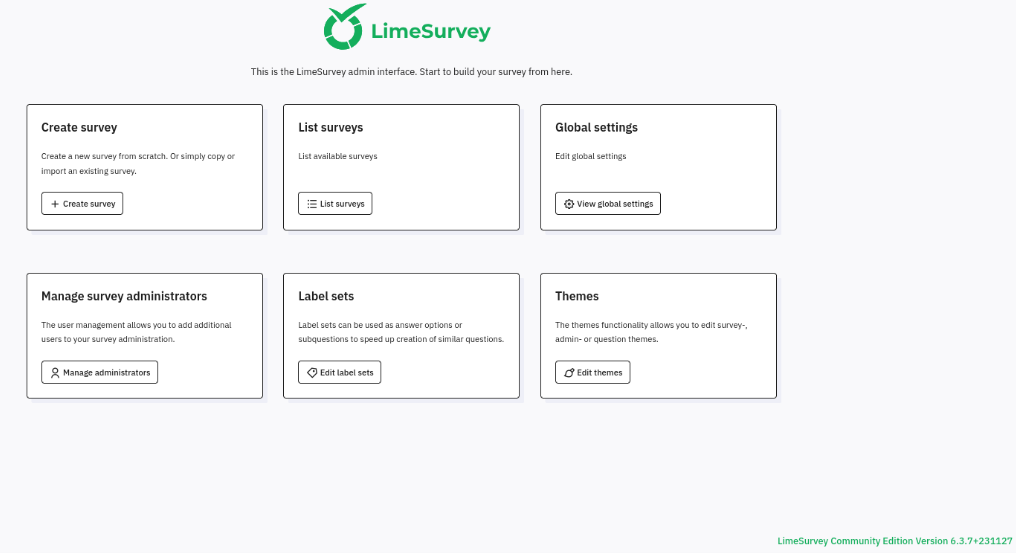 LimeSurvey
This is the LimeSurvey admin interface. Start to build your survey from here.
Create survey
Create a new survey from scratch. Or simply copy or
import an existing survey.
Create survey
List surveys
List available surveys
List surveys
Global settings
Edit global settings
View global settings
Manage survey administrators
The user management allows you to add additional
users to your survey administration.
Manage administrators
Label sets
Label sets can be used as answer options or
subquestions to speed up creation of similar questions.
Edit label sets
Themes
The themes functionality allows you to edit survey-,
admin- or question themes.
Edit themes
LimeSurvey Community Edition Version 6.3.7+231127